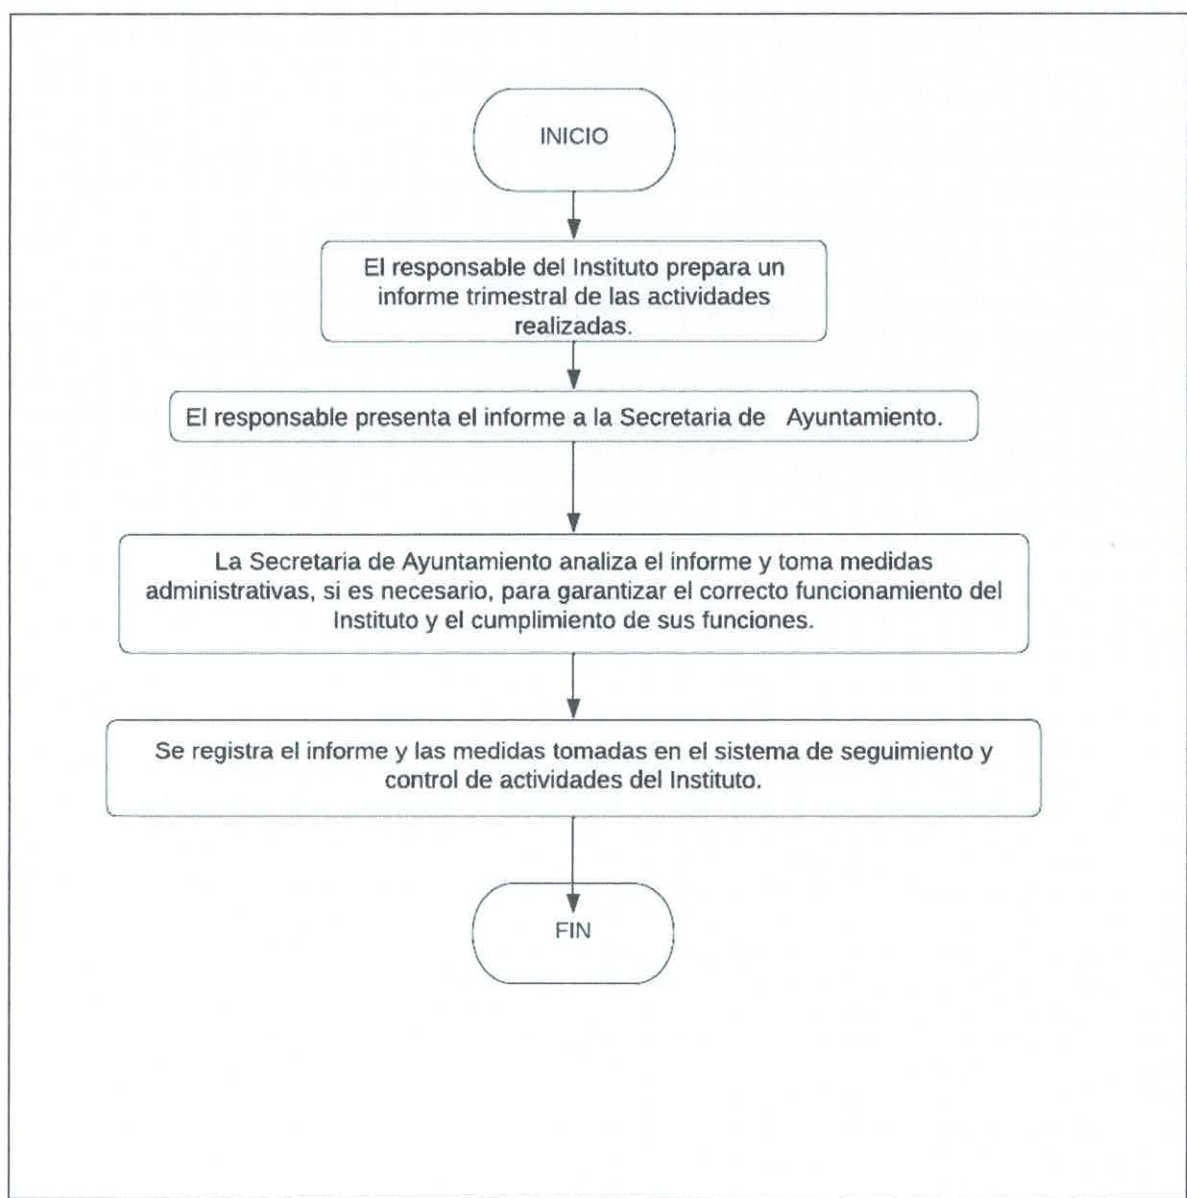 INICIO
El responsable del Instituto prepara un
informe trimestral de las actividades
realizadas.
El responsable presenta el informe a la Secretaria de Ayuntamiento.
La Secretaria de Ayuntamiento analiza el informe y toma medidas
administrativas, si es necesario, para garantizar el correcto funcionamiento del
Instituto y el cumplimiento de sus funciones.
Se registra el informe y las medidas tomadas en el sistema de seguimiento y
control de actividades del Instituto.
FIN